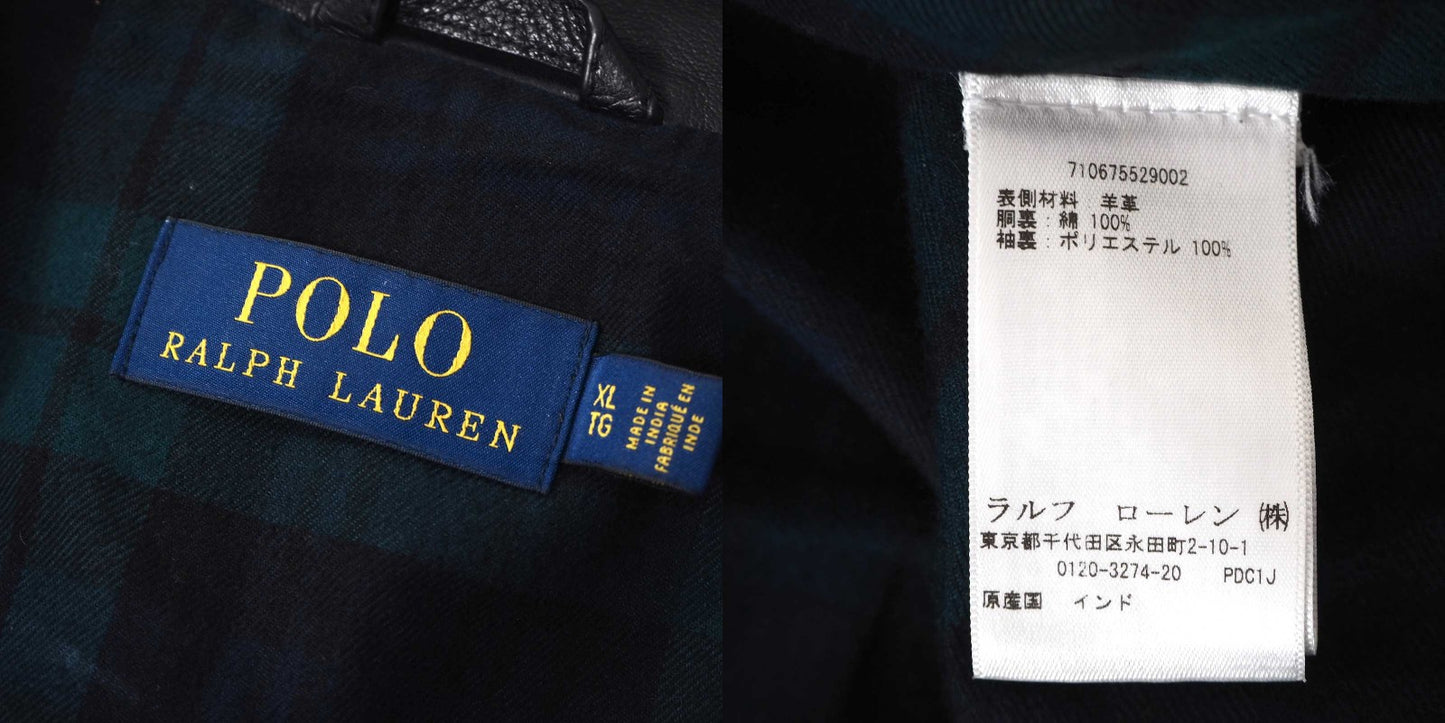 POLO
RALPH LAUREN
XL
TG
MADE IN
INDIA
FABRIQUÉ EN
INDE
710675529002
表側材料 羊革
胴裏：綿 100%
袖裏：ポリエステル 100%
ラルフ ローレン ㈱
東京都千代田区永田町2-10-1
0120-3274-20 PDC1J
原産国 インド